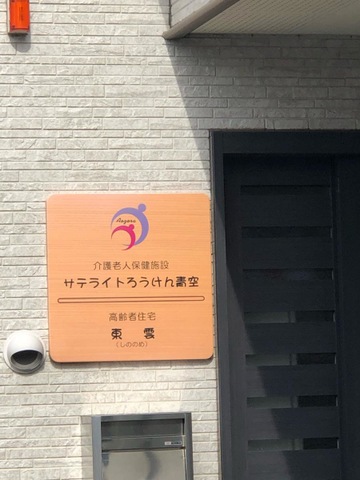 Aozora
介護老人保健施設
サテライトろうけん青空
高齢者住宅
東雲
(しののめ)